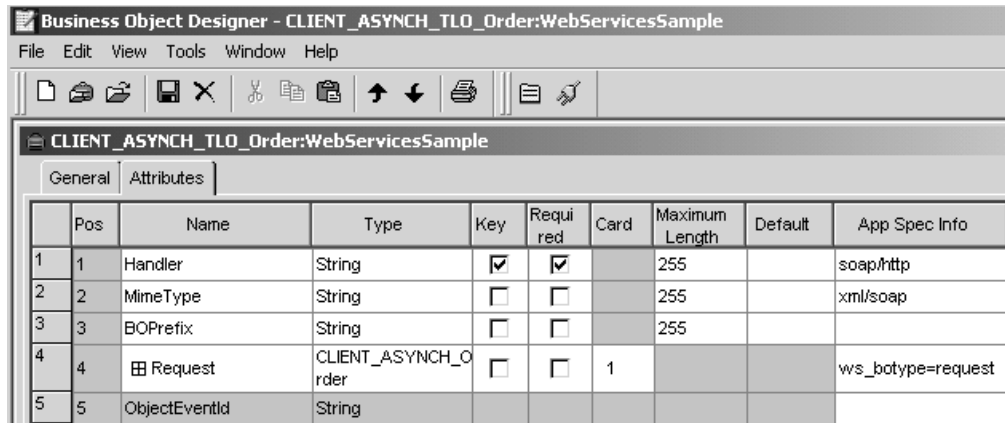 Business Object Designer - CLIENT_ASYNCH_TLO_Order:WebServicesSample
File Edit View Tools Window Help
CLIENT_ASYNCH_TLO_Order:WebServicesSample
General Attributes
Pos Name Type Key Requi red Card Maximum Length Default App Spec Info
1 1 Handler String 255 soap/http
2 2 MimeType String 255 xml/soap
3 3 BOPrefix String 255
4 4 Request CLIENT_ASYNCH_O rder 1 ws_botype=request
5 5 ObjectEventId String